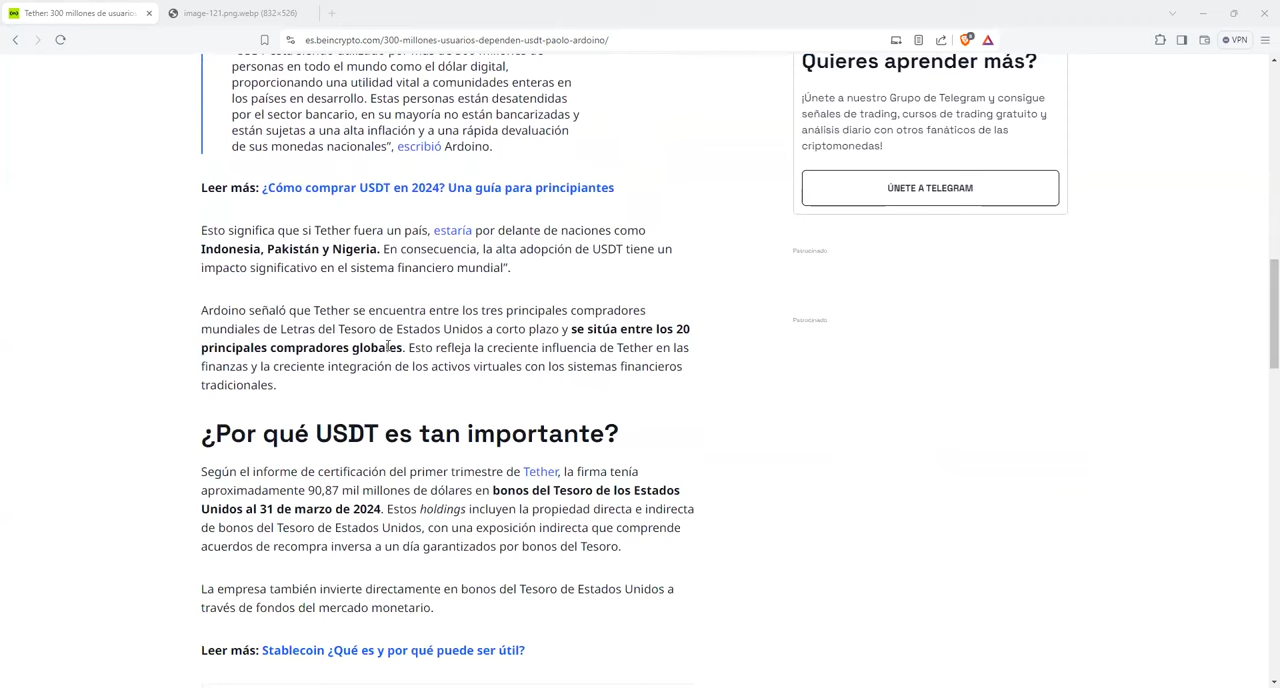 Tether: 300 millones de usuarios
image-121.png.webp (832×526)
es.beincrypto.com/300-millones-usuarios-dependen-usdt-paolo-ardoino/
VPN
personas en todo el mundo como el dólar digital,
proporcionando una utilidad vital a comunidades enteras en
los países en desarrollo. Estas personas están desatendidas
por el sector bancario, en su mayoría no están bancarizadas y
están sujetas a una alta inflación y a una rápida devaluación
de sus monedas nacionales”, escribió Ardoino.
Leer más: ¿Cómo comprar USDT en 2024? Una guía para principiantes
Esto significa que si Tether fuera un país, estaría por delante de naciones como
Indonesia, Pakistán y Nigeria. En consecuencia, la alta adopción de USDT tiene un
impacto significativo en el sistema financiero mundial”.
Ardoino señaló que Tether se encuentra entre los tres principales compradores
mundiales de Letras del Tesoro de Estados Unidos a corto plazo y se sitúa entre los 20
principales compradores globales. Esto refleja la creciente influencia de Tether en las
finanzas y la creciente integración de los activos virtuales con los sistemas financieros
tradicionales.
¿Por qué USDT es tan importante?
Según el informe de certificación del primer trimestre de Tether, la firma tenía
aproximadamente 90,87 mil millones de dólares en bonos del Tesoro de los Estados
Unidos al 31 de marzo de 2024. Estos holdings incluyen la propiedad directa e indirecta
de bonos del Tesoro de Estados Unidos, con una exposición indirecta que comprende
acuerdos de recompra inversa a un día garantizados por bonos del Tesoro.
La empresa también invierte directamente en bonos del Tesoro de Estados Unidos a
través de fondos del mercado monetario.
Leer más: Stablecoin ¿Qué es y por qué puede ser útil?
Quieres aprender más?
¡Únete a nuestro Grupo de Telegram y consigue
señales de trading, cursos de trading gratuito y
análisis diario con otros fanáticos de las
criptomonedas!
ÚNETE A TELEGRAM
Patrocinado
Patrocinado